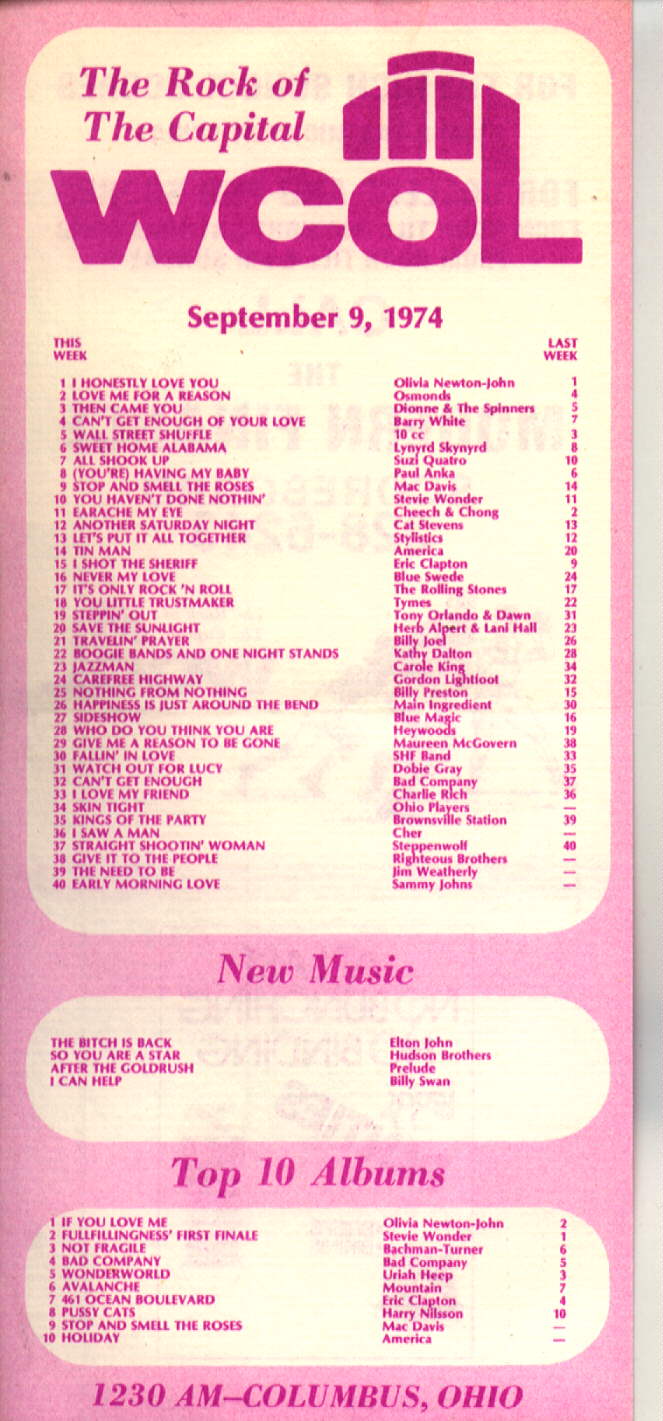 The Rock of
The Capital
WCOL
September 9, 1974
THIS WEEK LAST WEEK
1 I HONESTLY LOVE YOU Olivia Newton-John 1
2 LOVE ME FOR A REASON Osmonds 4
3 THEN CAME YOU Dionne & The Spinners 5
4 CAN'T GET ENOUGH OF YOUR LOVE Barry White 7
5 WALL STREET SHUFFLE 10 cc 3
6 SWEET HOME ALABAMA Lynyrd Skynyrd 8
7 ALL SHOOK UP Suzi Quatro 10
8 (YOU'RE) HAVING MY BABY Paul Anka 6
9 STOP AND SMELL THE ROSES Mac Davis 14
10 YOU HAVEN'T DONE NOTHIN' Stevie Wonder 11
11 EARACHE MY EYE Cheech & Chong 2
12 ANOTHER SATURDAY NIGHT Cat Stevens 13
13 LET'S PUT IT ALL TOGETHER Stylistics 12
14 TIN MAN America 20
15 I SHOT THE SHERIFF Eric Clapton 9
16 NEVER MY LOVE Blue Swede 24
17 IT'S ONLY ROCK 'N ROLL The Rolling Stones 17
18 YOU LITTLE TRUSTMAKER Tymes 22
19 STEPPIN' OUT Tony Orlando & Dawn 31
20 SAVE THE SUNLIGHT Herb Alpert & Lani Hall 23
21 TRAVELIN' PRAYER Billy Joel 26
22 BOOGIE BANDS AND ONE NIGHT STANDS Kathy Dalton 28
23 JAZZMAN Carole King 34
24 CAREFREE HIGHWAY Gordon Lightfoot 32
25 NOTHING FROM NOTHING Billy Preston 15
26 HAPPINESS IS JUST AROUND THE BEND Main Ingredient 30
27 SIDESHOW Blue Magic 16
28 WHO DO YOU THINK YOU ARE Heywoods 19
29 GIVE ME A REASON TO BE GONE Maureen McGovern 38
30 FALLIN' IN LOVE SHF Band 33
31 WATCH OUT FOR LUCY Dobie Gray 35
32 CAN'T GET ENOUGH Bad Company 37
33 I LOVE MY FRIEND Charlie Rich 36
34 SKIN TIGHT Ohio Players —
35 KINGS OF THE PARTY Brownsville Station 39
36 I SAW A MAN Cher —
37 STRAIGHT SHOOTIN' WOMAN Steppenwolf 40
38 GIVE IT TO THE PEOPLE Righteous Brothers —
39 THE NEED TO BE Jim Weatherly —
40 EARLY MORNING LOVE Sammy Johns —
New Music
THE BITCH IS BACK Elton John
SO YOU ARE A STAR Hudson Brothers
AFTER THE GOLDRUSH Prelude
I CAN HELP Billy Swan
Top 10 Albums
1 IF YOU LOVE ME Olivia Newton-John 2
2 FULLFILLINGNESS' FIRST FINALE Stevie Wonder 1
3 NOT FRAGILE Bachman-Turner 6
4 BAD COMPANY Bad Company 5
5 WONDERWORLD Uriah Heep 3
6 AVALANCHE Mountain 7
7 461 OCEAN BOULEVARD Eric Clapton 4
8 PUSSY CATS Harry Nilsson 10
9 STOP AND SMELL THE ROSES Mac Davis —
10 HOLIDAY America —
1230 AM—COLUMBUS, OHIO